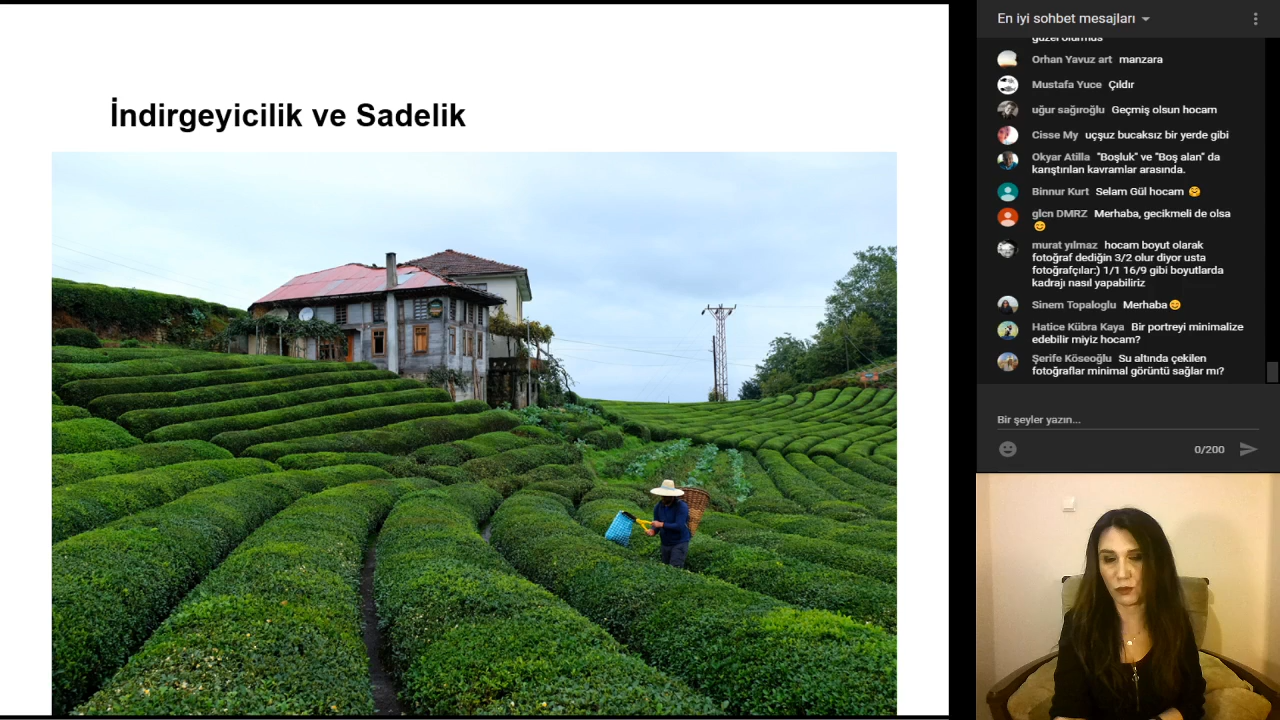 İndirgeyicilik ve Sadelik
En iyi sohbet mesajları
güzel olurmuş
Orhan Yavuz art manzara
Mustafa Yuce Çıldır
uğur sağıroğlu Geçmiş olsun hocam
Cisse My uçşuz bucaksız bir yerde gibi
Okyar Atilla "Boşluk" ve "Boş alan" da
karıştırılan kavramlar arasında.
Binnur Kurt Selam Gül hocam 🤗
glcn DMRZ Merhaba, gecikmeli de olsa
😊
murat yılmaz hocam boyut olarak
fotoğraf dediğin 3/2 olur diyor usta
fotoğrafçılar:) 1/1 16/9 gibi boyutlarda
kadrajı nasıl yapabiliriz
Sinem Topaloglu Merhaba😊
Hatice Kübra Kaya Bir portreyi minimalize
edebilir miyiz hocam?
Şerife Köseoğlu Su altında çekilen
fotoğraflar minimal görüntü sağlar mı?
Bir şeyler yazın...
0/200